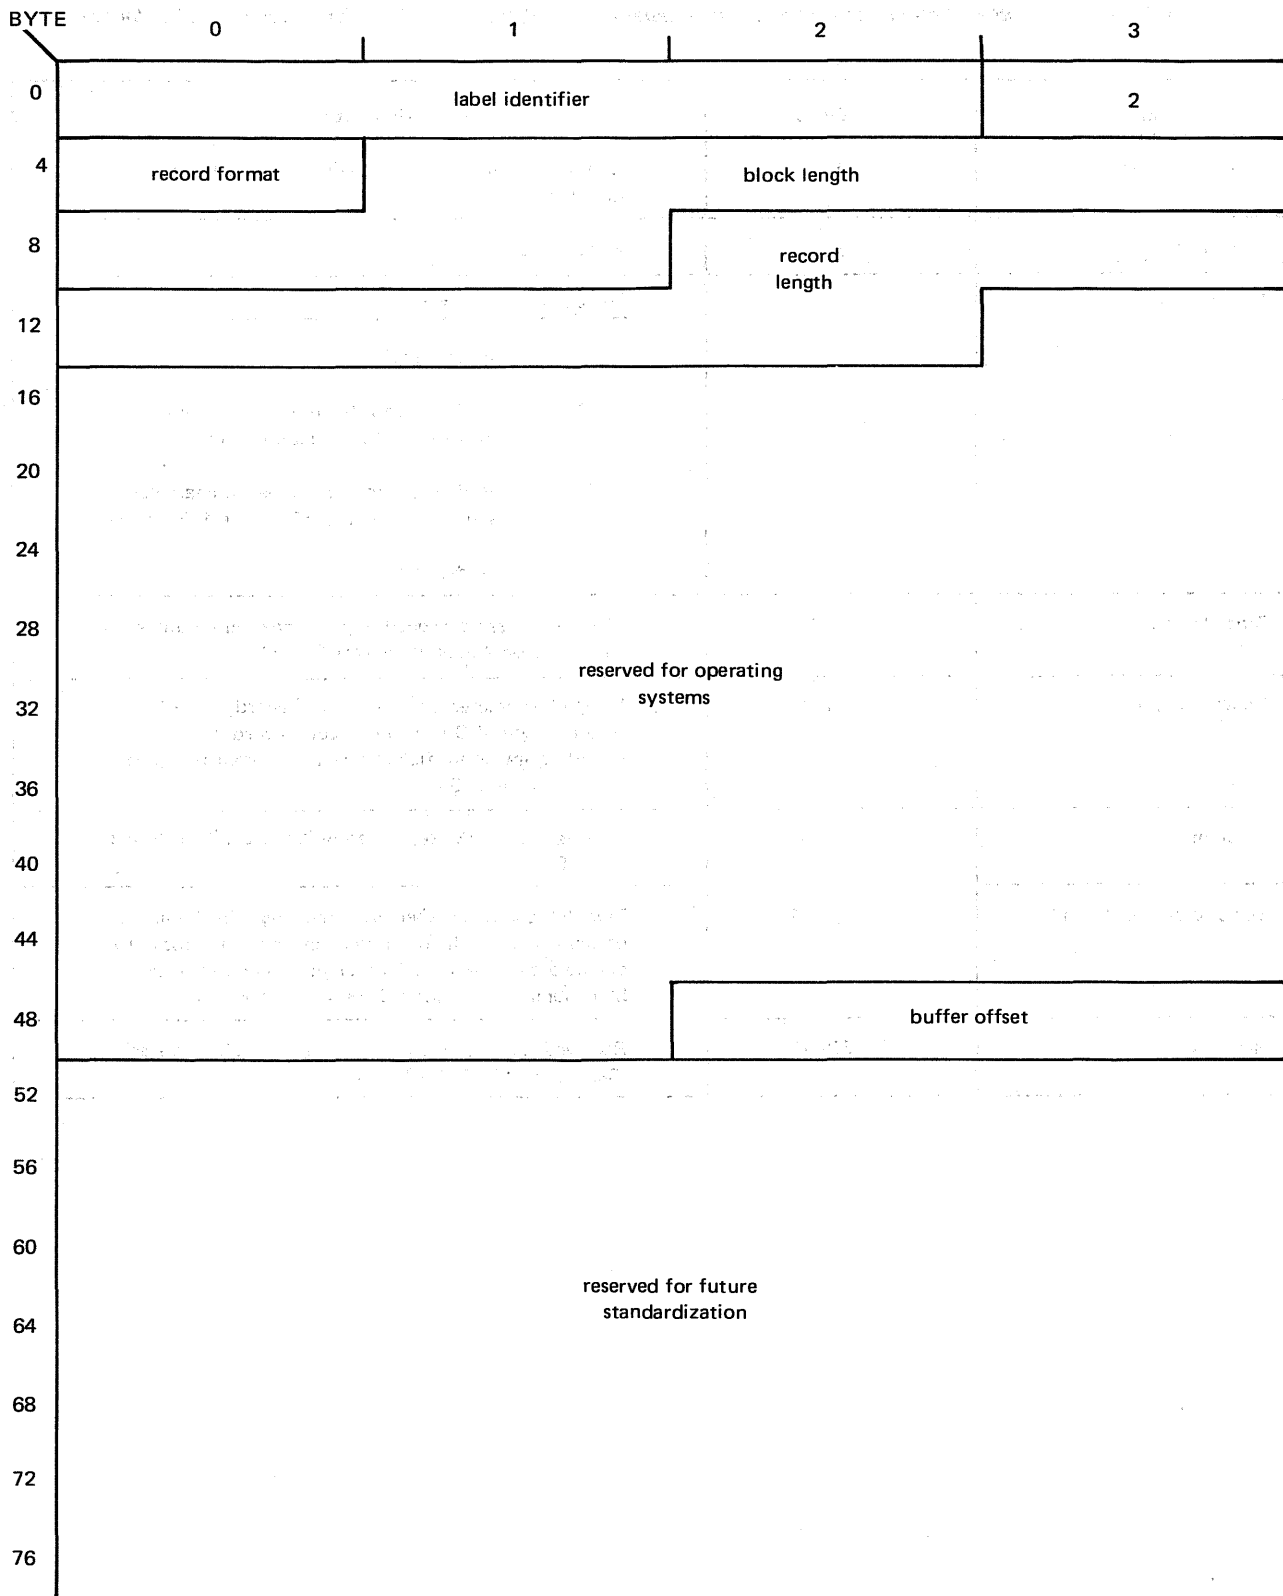 BYTE 0 1 2 3
0 label identifier 2
4 record format block length
8 record
length
12
16
20
24
28
reserved for operating
systems
32
36
40
44
48 buffer offset
52
56
60
reserved for future
standardization
64
68
72
76